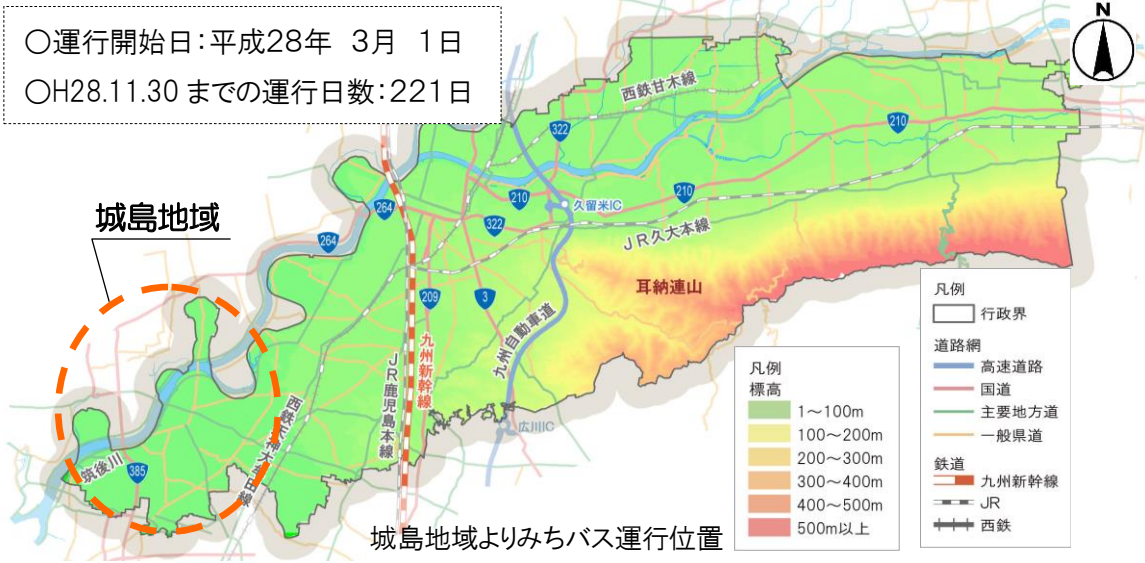 ○運行開始日：平成28年 3月 1日
○H28.11.30 までの運行日数：221日
N
西鉄甘木線
322
210
210
久留米IC
210
264
322
JR久大本線
城島地域
264
耳納連山
209
3
九州自動車道
九州新幹線
JR鹿児島本線
西鉄天神大牟田線
広川IC
筑後川
385
城島地域よりみちバス運行位置
凡例
標高
1～100m
100～200m
200～300m
300～400m
400～500m
500m以上
凡例
行政界
道路網
高速道路
国道
主要地方道
一般県道
鉄道
九州新幹線
JR
西鉄